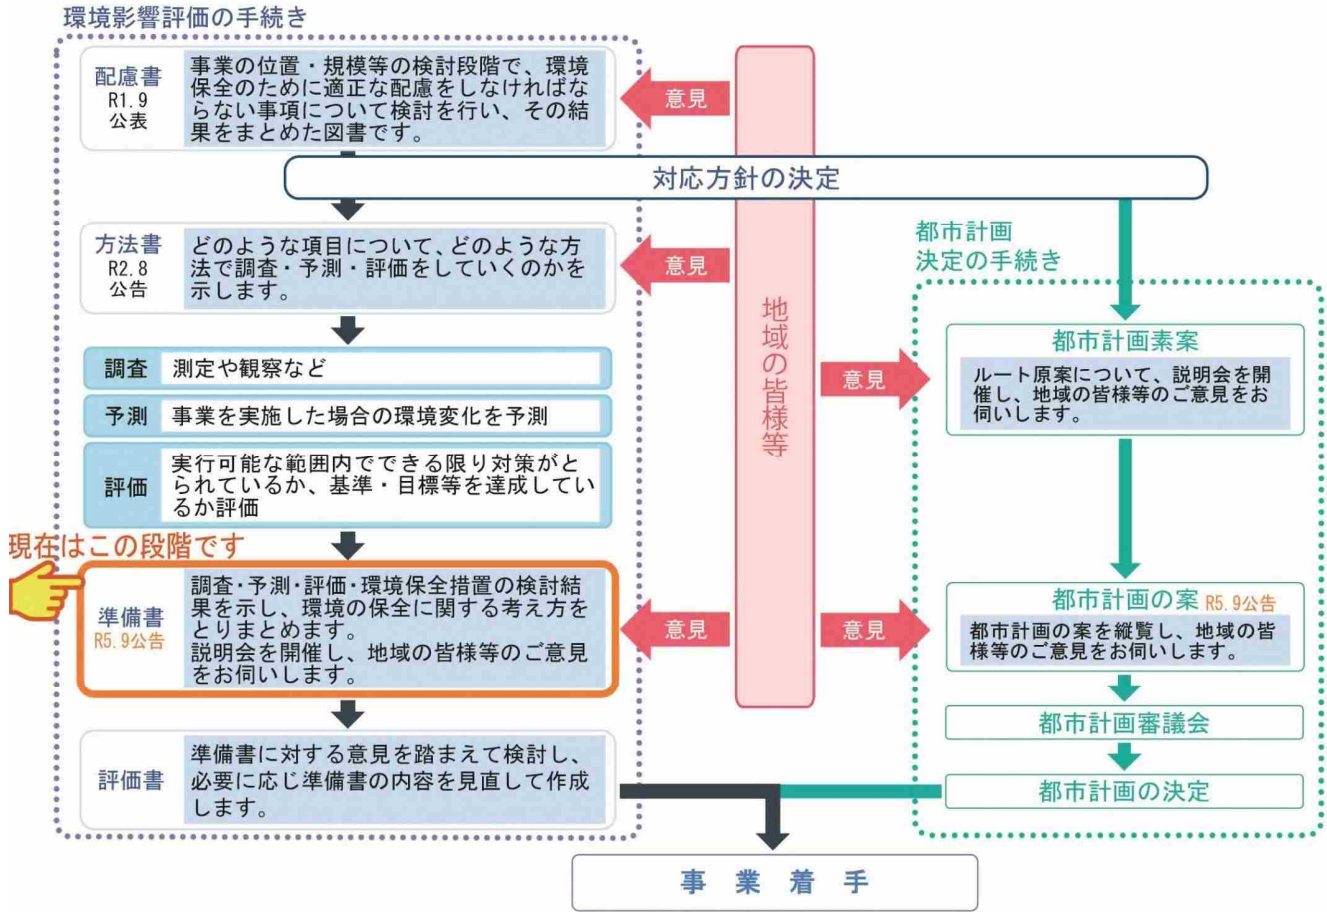 環境影響評価の手続き
配慮書
R1.9
公表
事業の位置・規模等の検討段階で、環境
保全のために適正な配慮をしなければな
らない事項について検討を行い、その結
果をまとめた図書です。
意見
対応方針の決定
方法書
R2.8
公告
どのような項目について、どのような方
法で調査・予測・評価をしていくのかを
示します。
意見
地域の皆様等
都市計画
決定の手続き
都市計画素案
ルート原案について、説明会を開
催し、地域の皆様等のご意見をお
伺いします。
意見
調査
測定や観察など
予測
事業を実施した場合の環境変化を予測
評価
実行可能な範囲内でできる限り対策がと
られているか、基準・目標等を達成してい
るか評価
現在はこの段階です
準備書
R5.9公告
調査・予測・評価・環境保全措置の検討結
果を示し、環境の保全に関する考え方を
とりまとめます。
説明会を開催し、地域の皆様等のご意見
をお伺いします。
意見
意見
都市計画の案 R5.9公告
都市計画の案を縦覧し、地域の皆
様等のご意見をお伺いします。
都市計画審議会
都市計画の決定
評価書
準備書に対する意見を踏まえて検討し、
必要に応じ準備書の内容を見直して作成
します。
事業着手